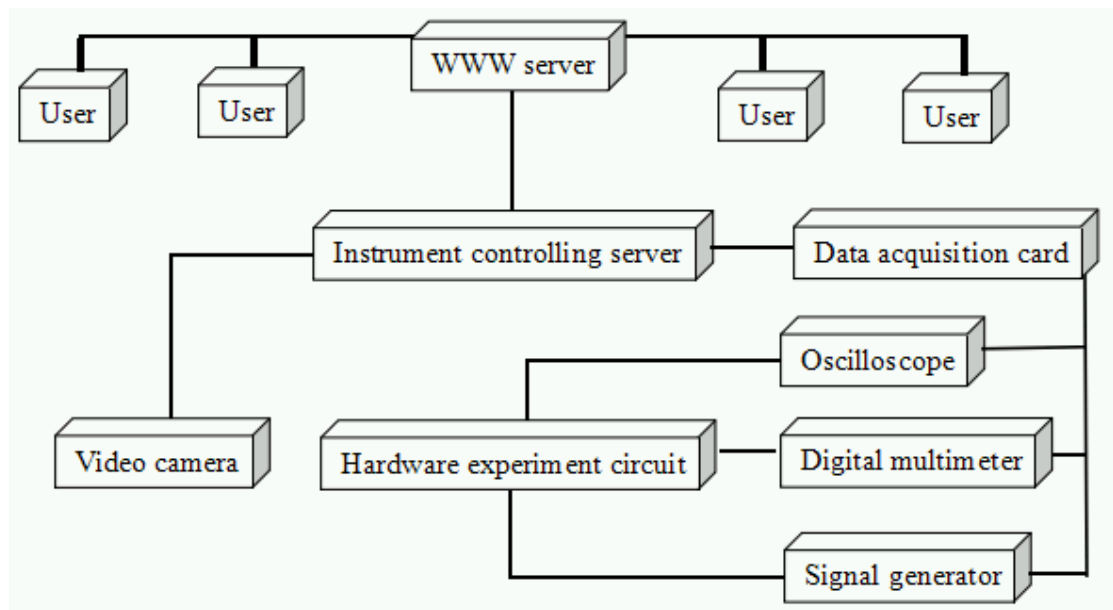 WWW server
User
User
User
User
Instrument controlling server
Data acquisition card
Oscilloscope
Video camera
Hardware experiment circuit
Digital multimeter
Signal generator